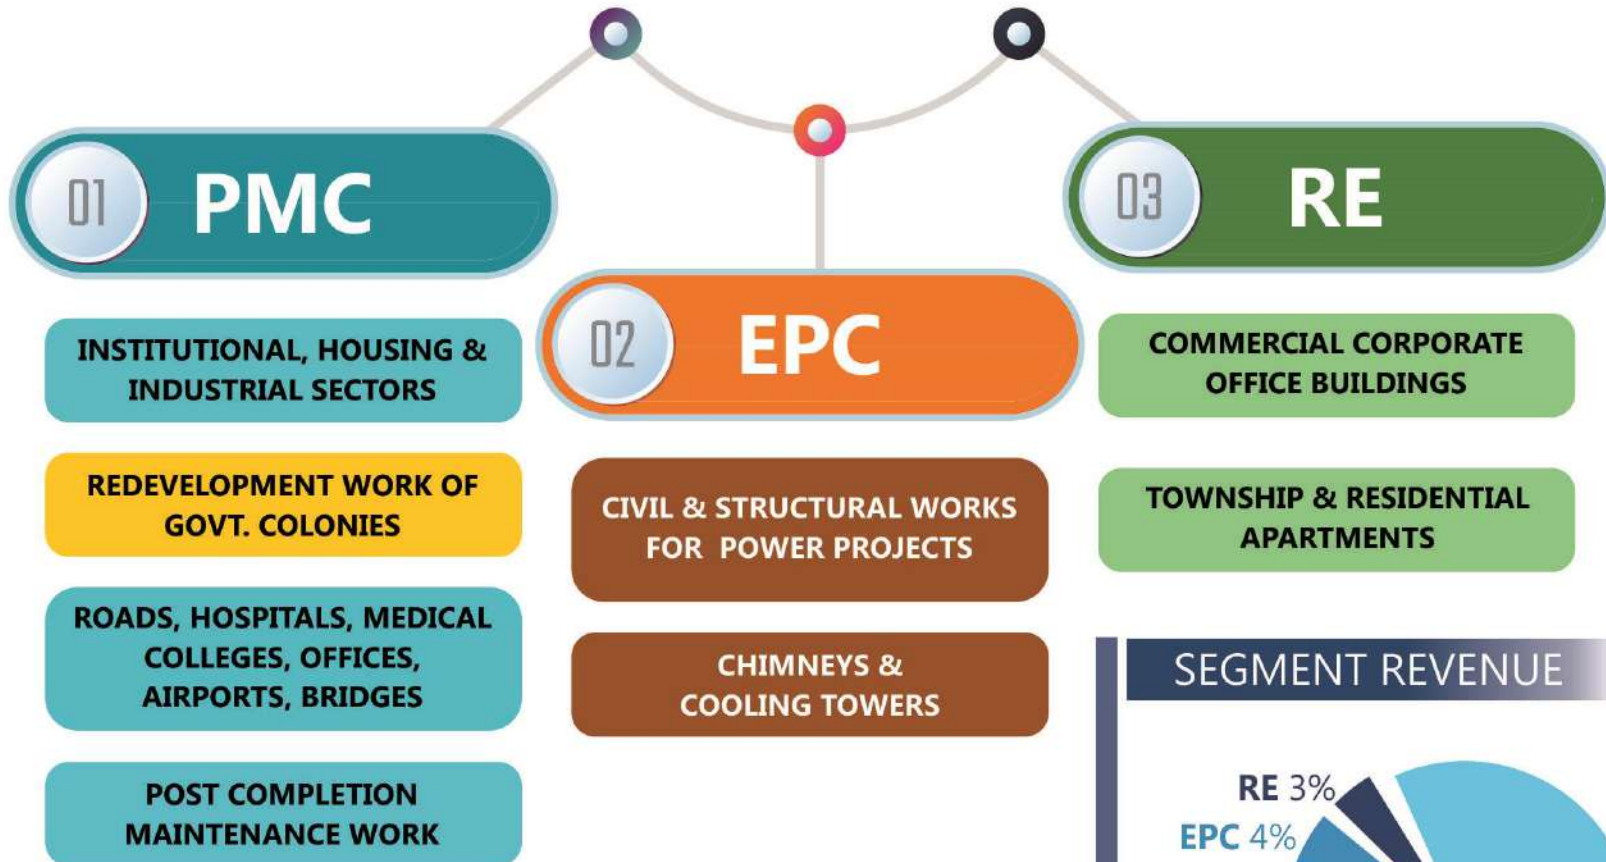 01
PMC
INSTITUTIONAL, HOUSING &
INDUSTRIAL SECTORS
REDEVELOPMENT WORK OF
GOVT. COLONIES
ROADS, HOSPITALS, MEDICAL
COLLEGES, OFFICES,
AIRPORTS, BRIDGES
POST COMPLETION
MAINTENANCE WORK
02
EPC
CIVIL & STRUCTURAL WORKS
FOR POWER PROJECTS
CHIMNEYS &
COOLING TOWERS
03
RE
COMMERCIAL CORPORATE
OFFICE BUILDINGS
TOWNSHIP & RESIDENTIAL
APARTMENTS
SEGMENT REVENUE
RE 3%
EPC 4%